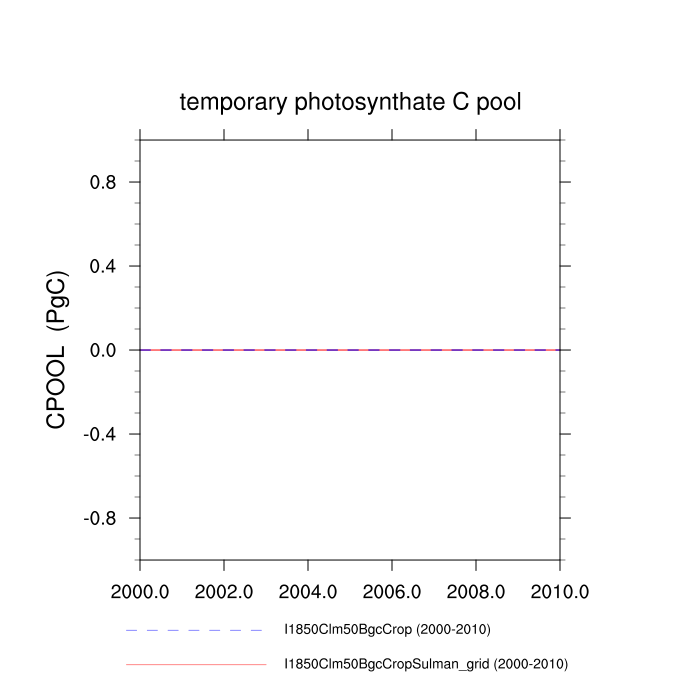 temporary photosynthate C pool
CPOOL (PgC)
0.8
0.4
0.0
-0.4
-0.8
2000.0 2002.0 2004.0 2006.0 2008.0 2010.0
I1850Clm50BgcCrop (2000-2010)
I1850Clm50BgcCropSulman_grid (2000-2010)